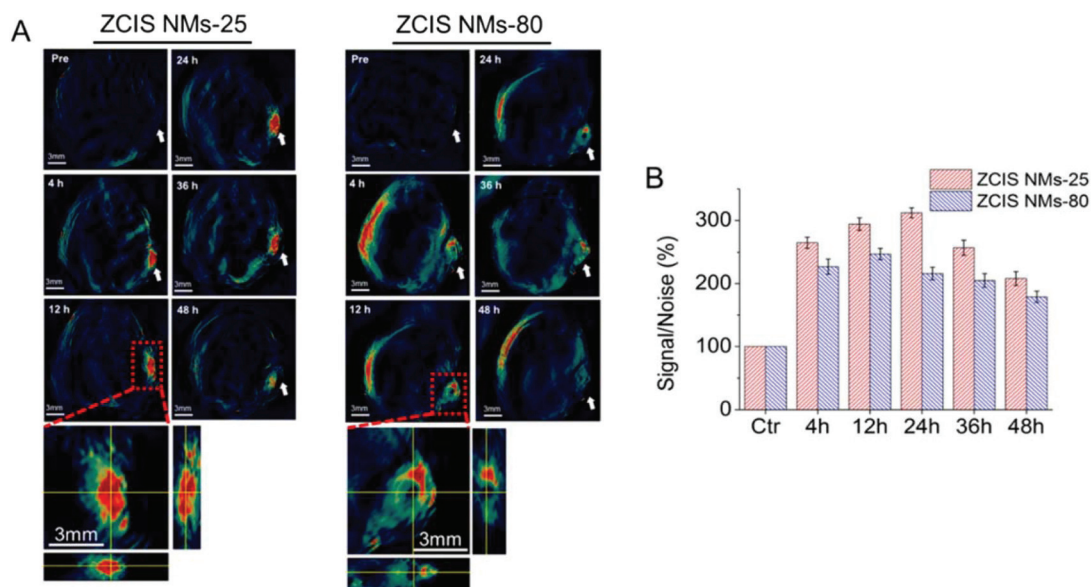 A
ZCIS NMs-25
ZCIS NMs-80
Pre
24 h
Pre
24 h
3mm
3mm
3mm
3mm
4 h
36 h
4 h
36 h
3mm
3mm
3mm
3mm
12 h
48 h
12 h
48 h
3mm
3mm
3mm
3mm
3mm
3mm
B
ZCIS NMs-25
ZCIS NMs-80
Signal/Noise (%)
300
200
100
0
Ctr 4h 12h 24h 36h 48h